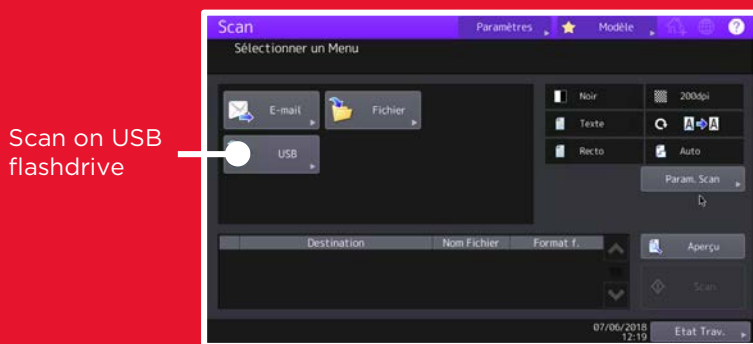 Scan
Paramètres
Modèle
?
Sélectionner un Menu
E-mail
Fichier
USB
Noir
200dpi
Texte
A A
Recto
Auto
Param. Scan
Scan on USB
flashdrive
Destination Nom Fichier Format f.
Aperçu
Scan
07/06/2018
12:19
Etat Trav.